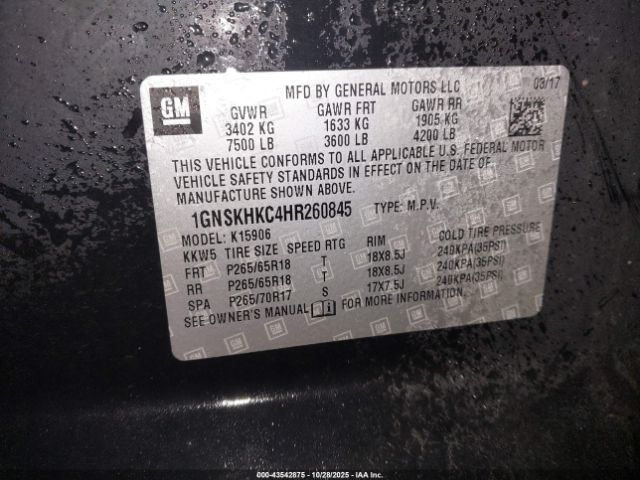 GM
MFD BY GENERAL MOTORS LLC 03/17
GVWR GAWR FRT GAWR RR
3402 KG 1633 KG 1905 KG
7500 LB 3600 LB 4200 LB
THIS VEHICLE CONFORMS TO ALL APPLICABLE U.S. FEDERAL MOTOR
VEHICLE SAFETY STANDARDS IN EFFECT ON THE DATE OF
MANUFACTURE SHOWN HERE.
1GNSKHKC4HR260845 TYPE: M.P.V.
MODEL: K15906
KKW5 TIRE SIZE SPEED RTG RIM COLD TIRE PRESSURE
FRT P265/65R18 T 18X8.5J 240KPA(35PSI)
RR P265/65R18 T 18X8.5J 240KPA(35PSI)
SPA P265/70R17 S 17X7.5J 240KPA(35PSI)
SEE OWNER'S MANUAL FOR MORE INFORMATION.
000-43542875 10/28/2025 IAA Inc.